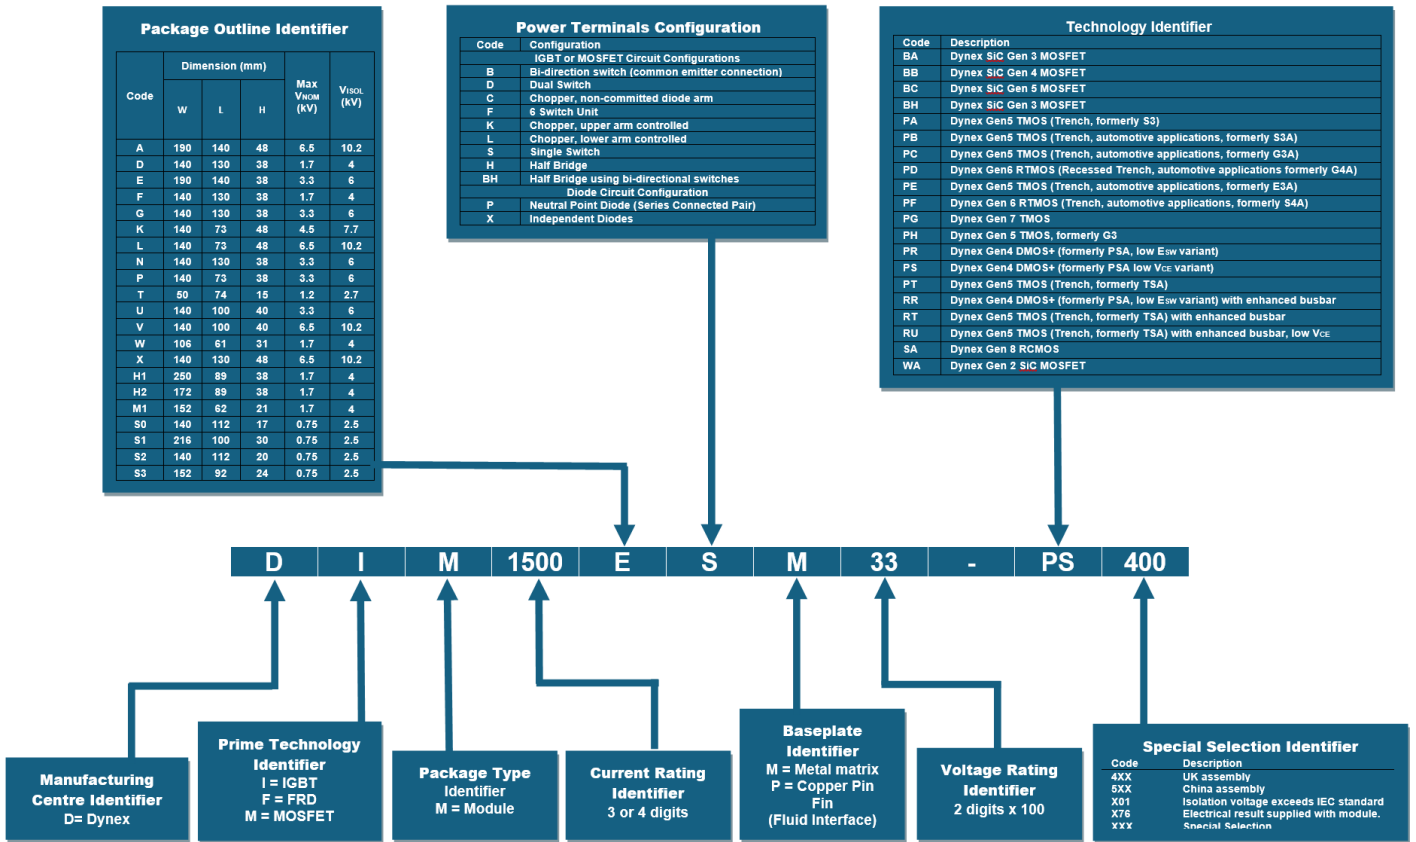 Package Outline Identifier
Code Dimension (mm) Max VNOM (kV) VISOL (kV)
W L H
A 190 140 48 6.5 10.2
D 140 130 38 1.7 4
E 190 140 38 3.3 6
F 140 130 38 1.7 4
G 140 130 38 3.3 6
K 140 73 48 4.5 7.7
L 140 73 48 6.5 10.2
N 140 130 38 3.3 6
P 140 73 38 3.3 6
T 50 74 15 1.2 2.7
U 140 100 40 3.3 6
V 140 100 40 6.5 10.2
W 106 61 31 1.7 4
X 140 130 48 6.5 10.2
H1 250 89 38 1.7 4
H2 172 89 38 1.7 4
M1 152 62 21 1.7 4
S0 140 112 17 0.75 2.5
S1 216 100 30 0.75 2.5
S2 140 112 20 0.75 2.5
S3 152 92 24 0.75 2.5
Power Terminals Configuration
Code Configuration
IGBT or MOSFET Circuit Configurations
B Bi-direction switch (common emitter connection)
D Dual Switch
C Chopper, non-committed diode arm
F 6 Switch Unit
K Chopper, upper arm controlled
L Chopper, lower arm controlled
S Single Switch
H Half Bridge
BH Half Bridge using bi-directional switches
Diode Circuit Configuration
P Neutral Point Diode (Series Connected Pair)
X Independent Diodes
Technology Identifier
Code Description
BA Dynex SiC Gen 3 MOSFET
BB Dynex SiC Gen 4 MOSFET
BC Dynex SiC Gen 5 MOSFET
BH Dynex SiC Gen 3 MOSFET
PA Dynex Gen5 TMOS (Trench, formerly S3)
PB Dynex Gen5 TMOS (Trench, automotive applications, formerly S3A)
PC Dynex Gen5 TMOS (Trench, automotive applications, formerly G3A)
PD Dynex Gen6 RTMOS (Recessed Trench, automotive applications formerly G4A)
PE Dynex Gen5 TMOS (Trench, automotive applications, formerly E3A)
PF Dynex Gen 6 RTMOS (Trench, automotive applications, formerly S4A)
PG Dynex Gen 7 TMOS
PH Dynex Gen 5 TMOS, formerly G3
PR Dynex Gen4 DMOS+ (formerly PSA, low ESW variant)
PS Dynex Gen4 DMOS+ (formerly PSA low VCE variant)
PT Dynex Gen5 TMOS (Trench, formerly TSA)
RR Dynex Gen4 DMOS+ (formerly PSA, low ESW variant) with enhanced busbar
RT Dynex Gen5 TMOS (Trench, formerly TSA) with enhanced busbar
RU Dynex Gen5 TMOS (Trench, formerly TSA) with enhanced busbar, low VCE
SA Dynex Gen 8 RCMOS
WA Dynex Gen 2 SiC MOSFET
D I M 1500 E S M 33 - PS 400
Manufacturing
Centre Identifier
D= Dynex
Prime Technology
Identifier
I = IGBT
F = FRD
M = MOSFET
Package Type
Identifier
M = Module
Current Rating
Identifier
3 or 4 digits
Baseplate
Identifier
M = Metal matrix
P = Copper Pin
Fin
(Fluid Interface)
Voltage Rating
Identifier
2 digits x 100
Special Selection Identifier
Code Description
4XX UK assembly
5XX China assembly
X01 Isolation voltage exceeds IEC standard
X76 Electrical result supplied with module.
XXX Special Selection